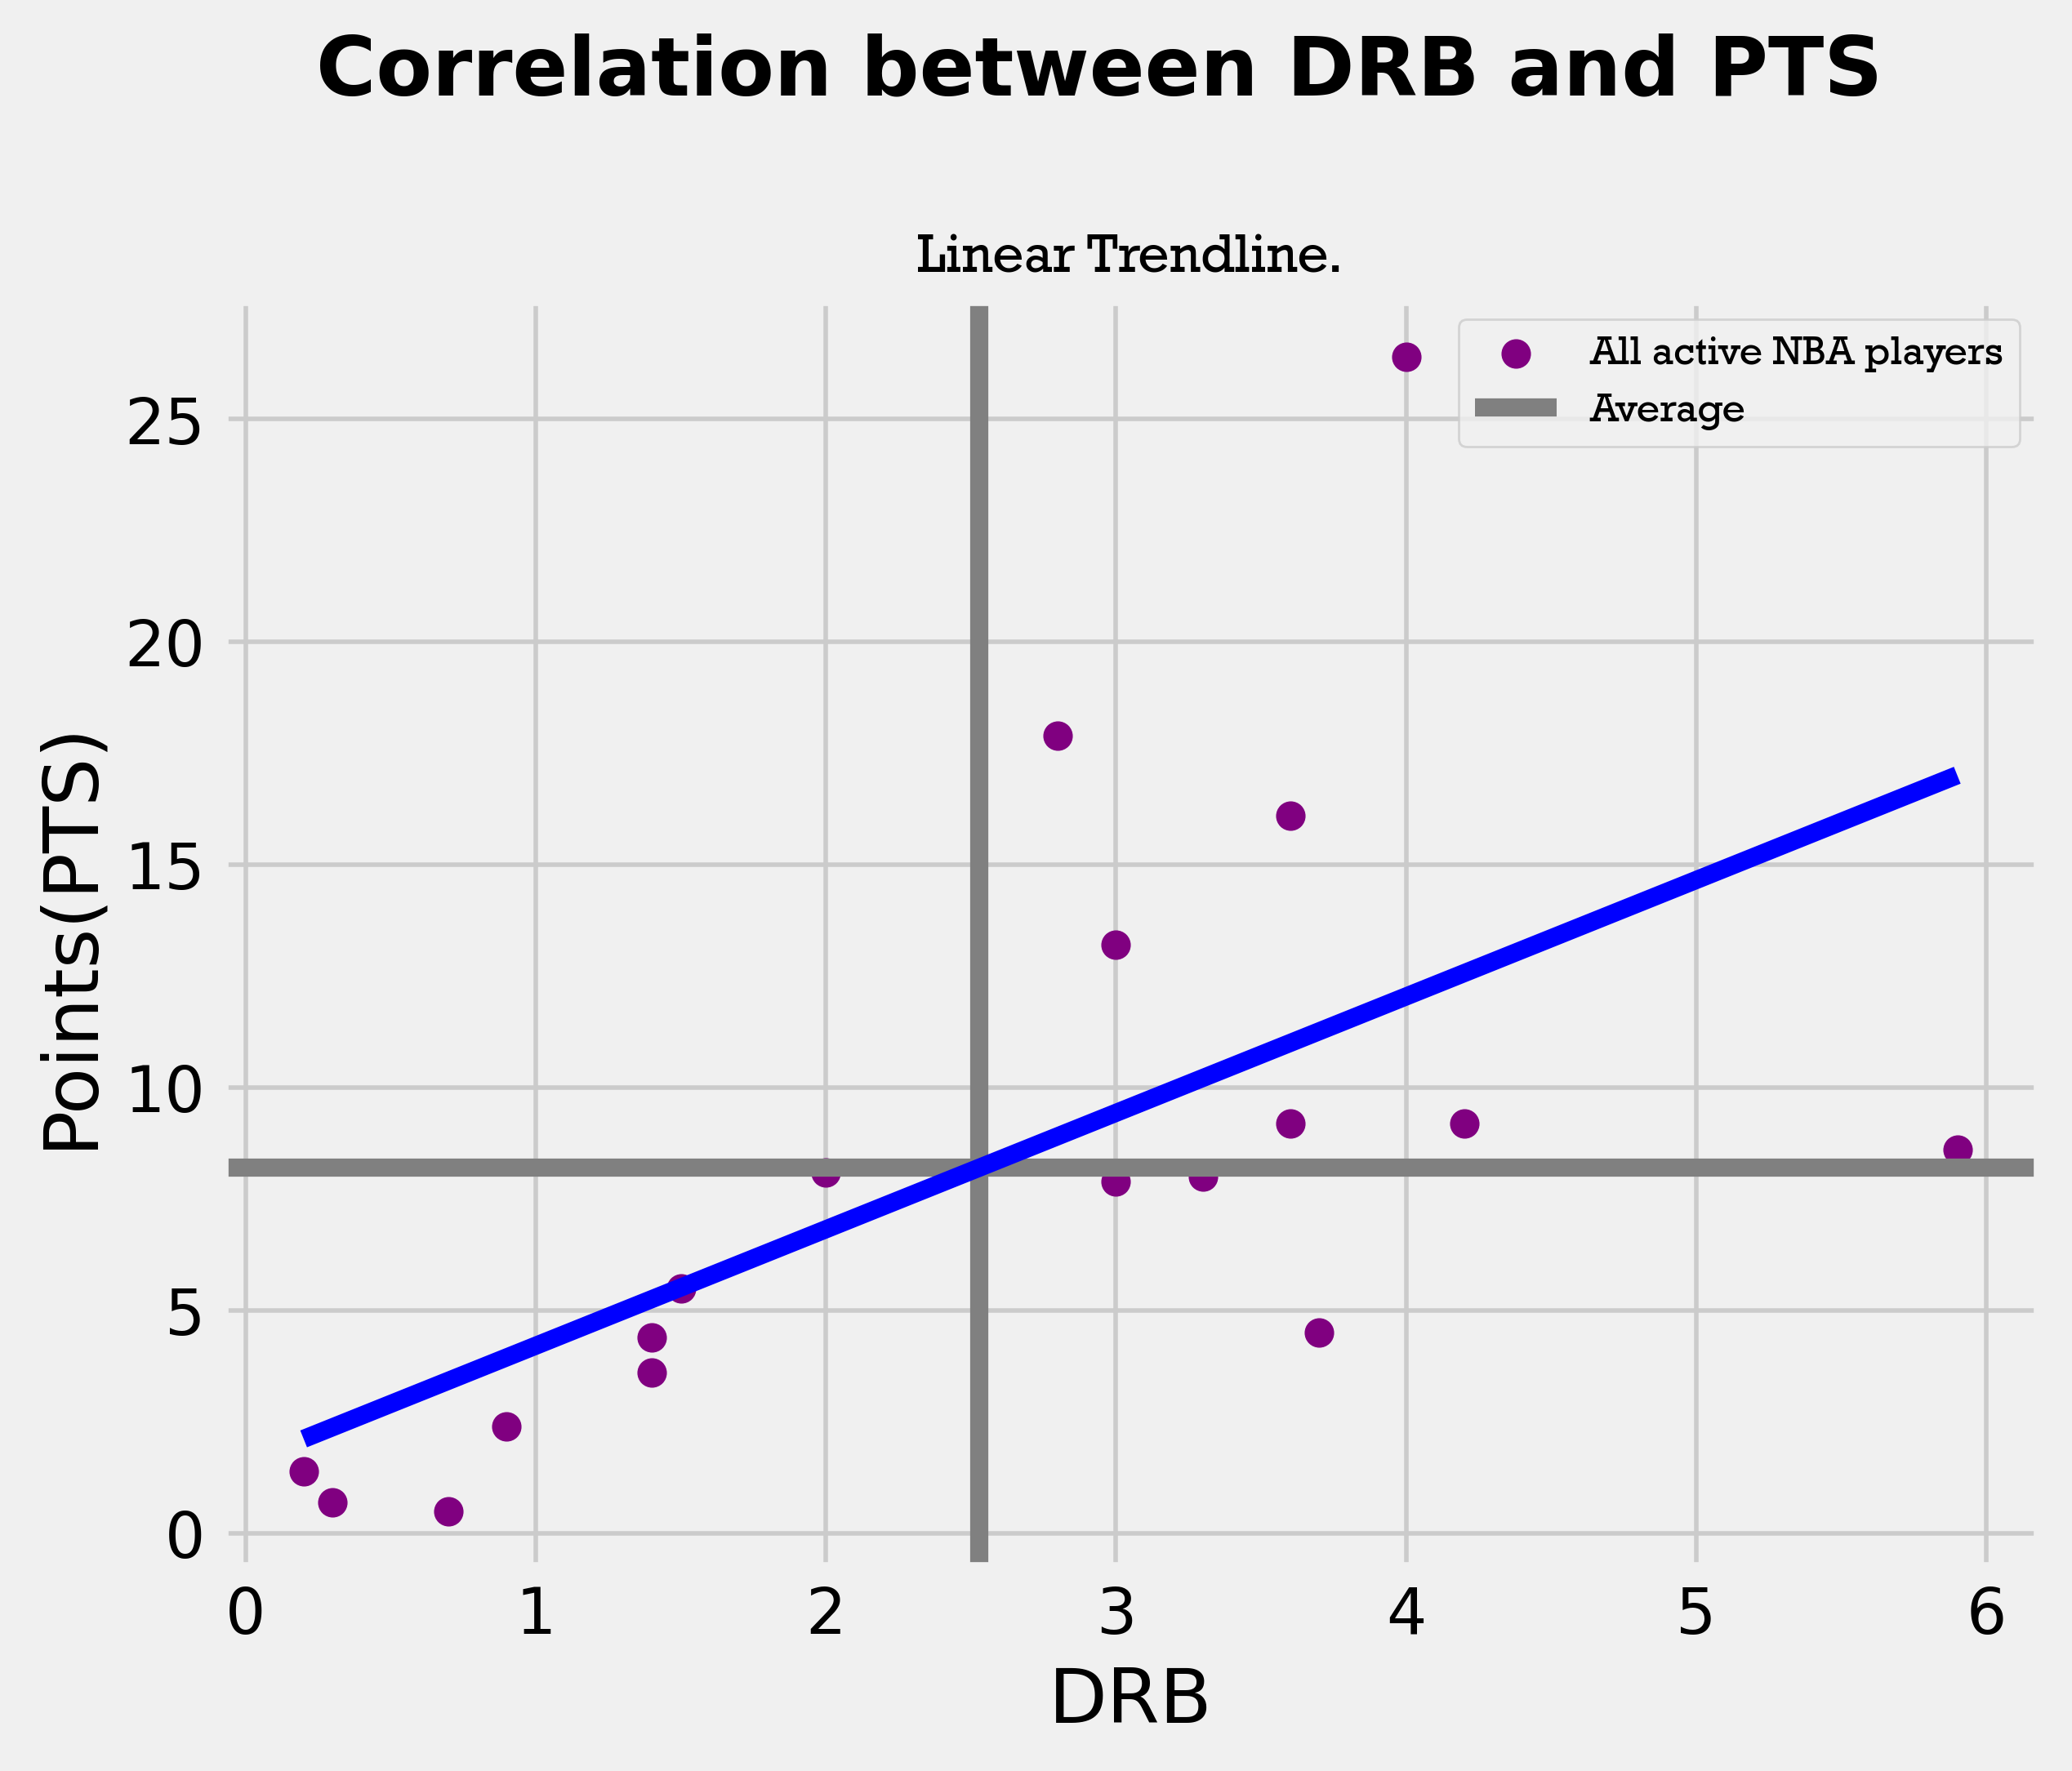 Correlation between DRB and PTS
Linear Trendline.
All active NBA players
Average
Points(PTS)
25
20
15
10
5
0
0 1 2 3 4 5 6
DRB